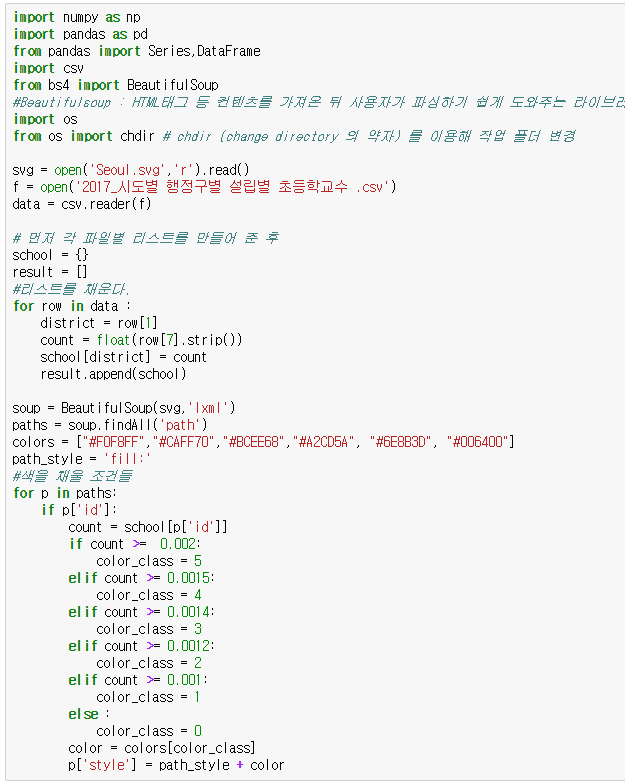 import numpy as np
import pandas as pd
from pandas import Series,DataFrame
import csv
from bs4 import BeautifulSoup
#Beautifulsoup : HTML태그 등 컨텐츠를 가져온 뒤 사용자가 파싱하기 쉽게 도와주는 라이브러
import os
from os import chdir # chdir (change directory 의 약자) 를 이용해 작업 폴더 변경
svg = open('Seoul.svg','r').read()
f = open('2017_시도별 행정구별 설립별 초등학교수 .csv')
data = csv.reader(f)
# 먼저 각 파일별 리스트를 만들어 준 후
school = {}
result = []
#리스트를 채운다.
for row in data :
    district = row[1]
    count = float(row[7].strip())
    school[district] = count
    result.append(school)
soup = BeautifulSoup(svg,'lxml')
paths = soup.findAll('path')
colors = ["#F0F8FF","#CAFF70","#BCEE68","#A2CD5A", "#6E8B3D", "#006400"]
path_style = 'fill:'
#색을 채울 조건들
for p in paths:
    if p['id']:
        count = school[p['id']]
        if count >=  0.002:
            color_class = 5
        elif count >= 0.0015:
            color_class = 4
        elif count >= 0.0014:
            color_class = 3
        elif count >= 0.0012:
            color_class = 2
        elif count >= 0.001:
            color_class = 1
        else :
            color_class = 0
        color = colors[color_class]
        p['style'] = path_style + color